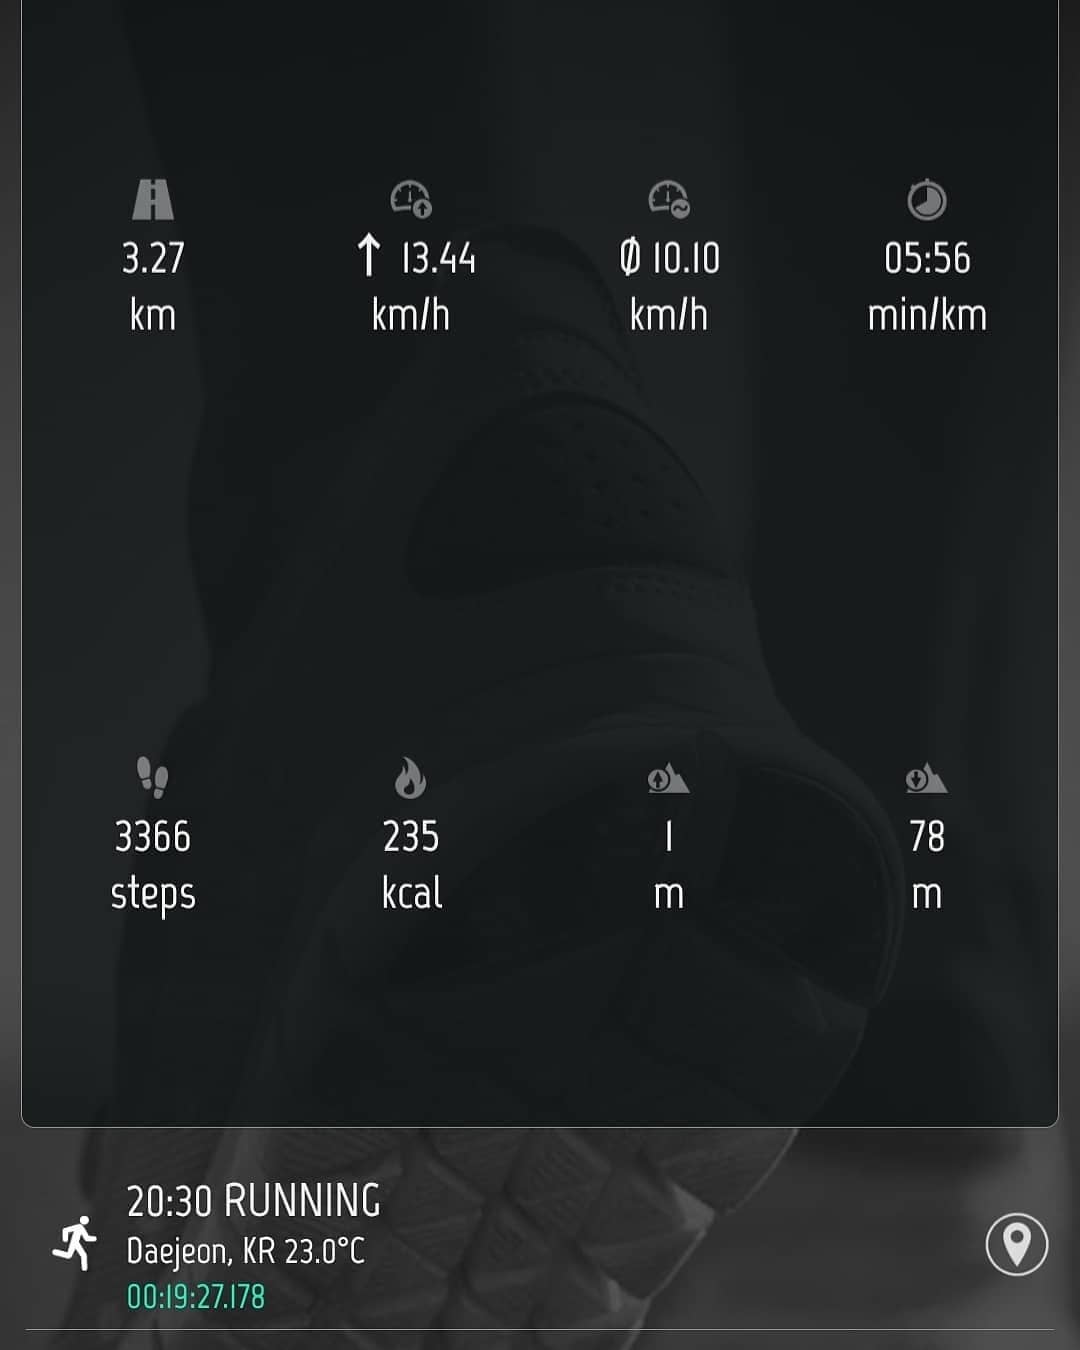 3.27
km
↑ 13.44
km/h
Ø 10.10
km/h
05:56
min/km
3366
steps
235
kcal
1
m
78
m
20:30 RUNNING
Daejeon, KR 23.0°C
00:19:27.178